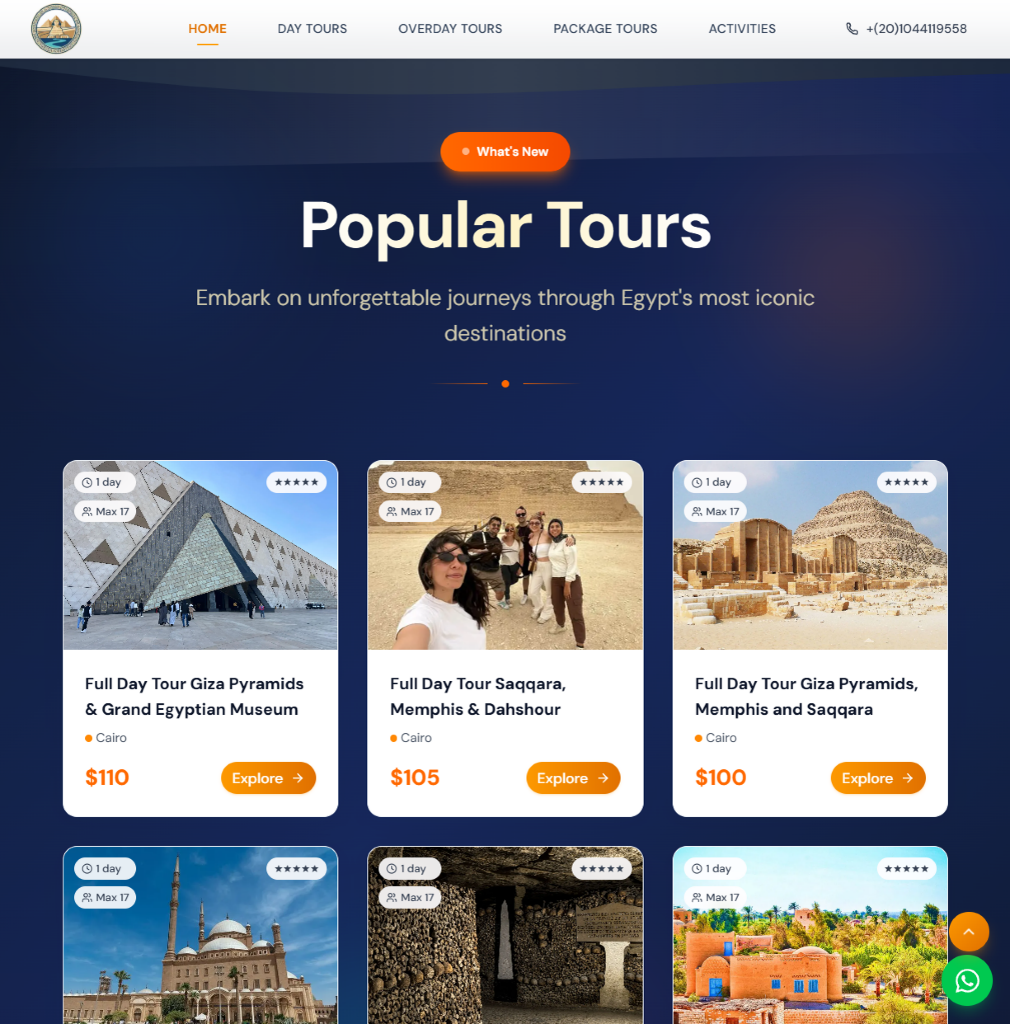 HOME
DAY TOURS
OVERDAY TOURS
PACKAGE TOURS
ACTIVITIES
+(20)1044119558
What's New
Popular Tours
Embark on unforgettable journeys through Egypt's most iconic
destinations
1 day
★★★★★
Max 17
1 day
★★★★★
Max 17
1 day
★★★★★
Max 17
Full Day Tour Giza Pyramids
& Grand Egyptian Museum
Cairo
$110
Explore →
Full Day Tour Saqqara,
Memphis & Dahshour
Cairo
$105
Explore →
Full Day Tour Giza Pyramids,
Memphis and Saqqara
Cairo
$100
Explore →
1 day
★★★★★
Max 17
1 day
★★★★★
Max 17
1 day
★★★★★
Max 17